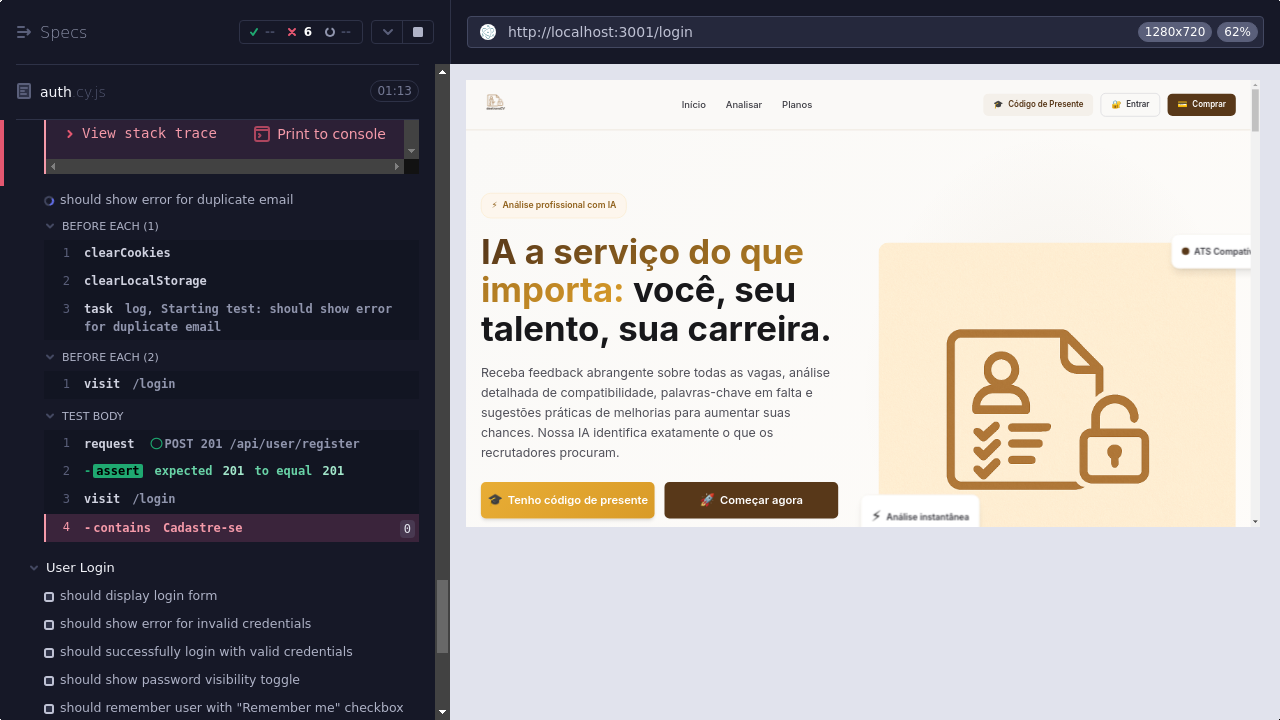 Specs
--
6
--
auth cy.js
01:13
View stack trace
Print to console
should show error for duplicate email
BEFORE EACH (1)
1 clearCookies
2 clearLocalStorage
3 task log, Starting test: should show error
for duplicate email
BEFORE EACH (2)
1 visit /login
TEST BODY
1 request POST 201 /api/user/register
2 -assert expected 201 to equal 201
3 visit /login
4 -contains Cadastre-se 0
User Login
should display login form
should show error for invalid credentials
should successfully login with valid credentials
should show password visibility toggle
should remember user with "Remember me" checkbox
http://localhost:3001/login
1280x720
62%
Início Analisar Planos
Código de Presente
Entrar
Comprar
Análise profissional com IA
IA a serviço do que
importa: você, seu
talento, sua carreira.
Receba feedback abrangente sobre todas as vagas, análise
detalhada de compatibilidade, palavras-chave em falta e
sugestões práticas de melhorias para aumentar suas
chances. Nossa IA identifica exatamente o que os
recrutadores procuram.
Tenho código de presente
Começar agora
ATS Compatív
Análise instantânea